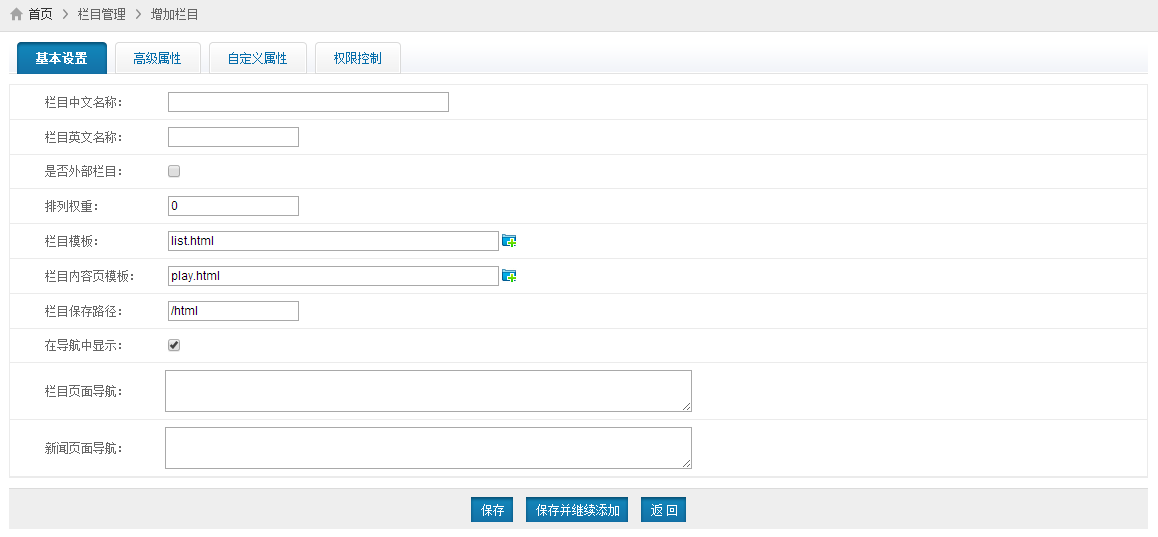 首页 > 栏目管理 > 增加栏目
基本设置 高级属性 自定义属性 权限控制
栏目中文名称：
栏目英文名称：
是否外部栏目：
排列权重： 0
栏目模板： list.html
栏目内容页模板： play.html
栏目保存路径： /html
在导航中显示：
栏目页面导航：
新闻页面导航：
保存 保存并继续添加 返 回